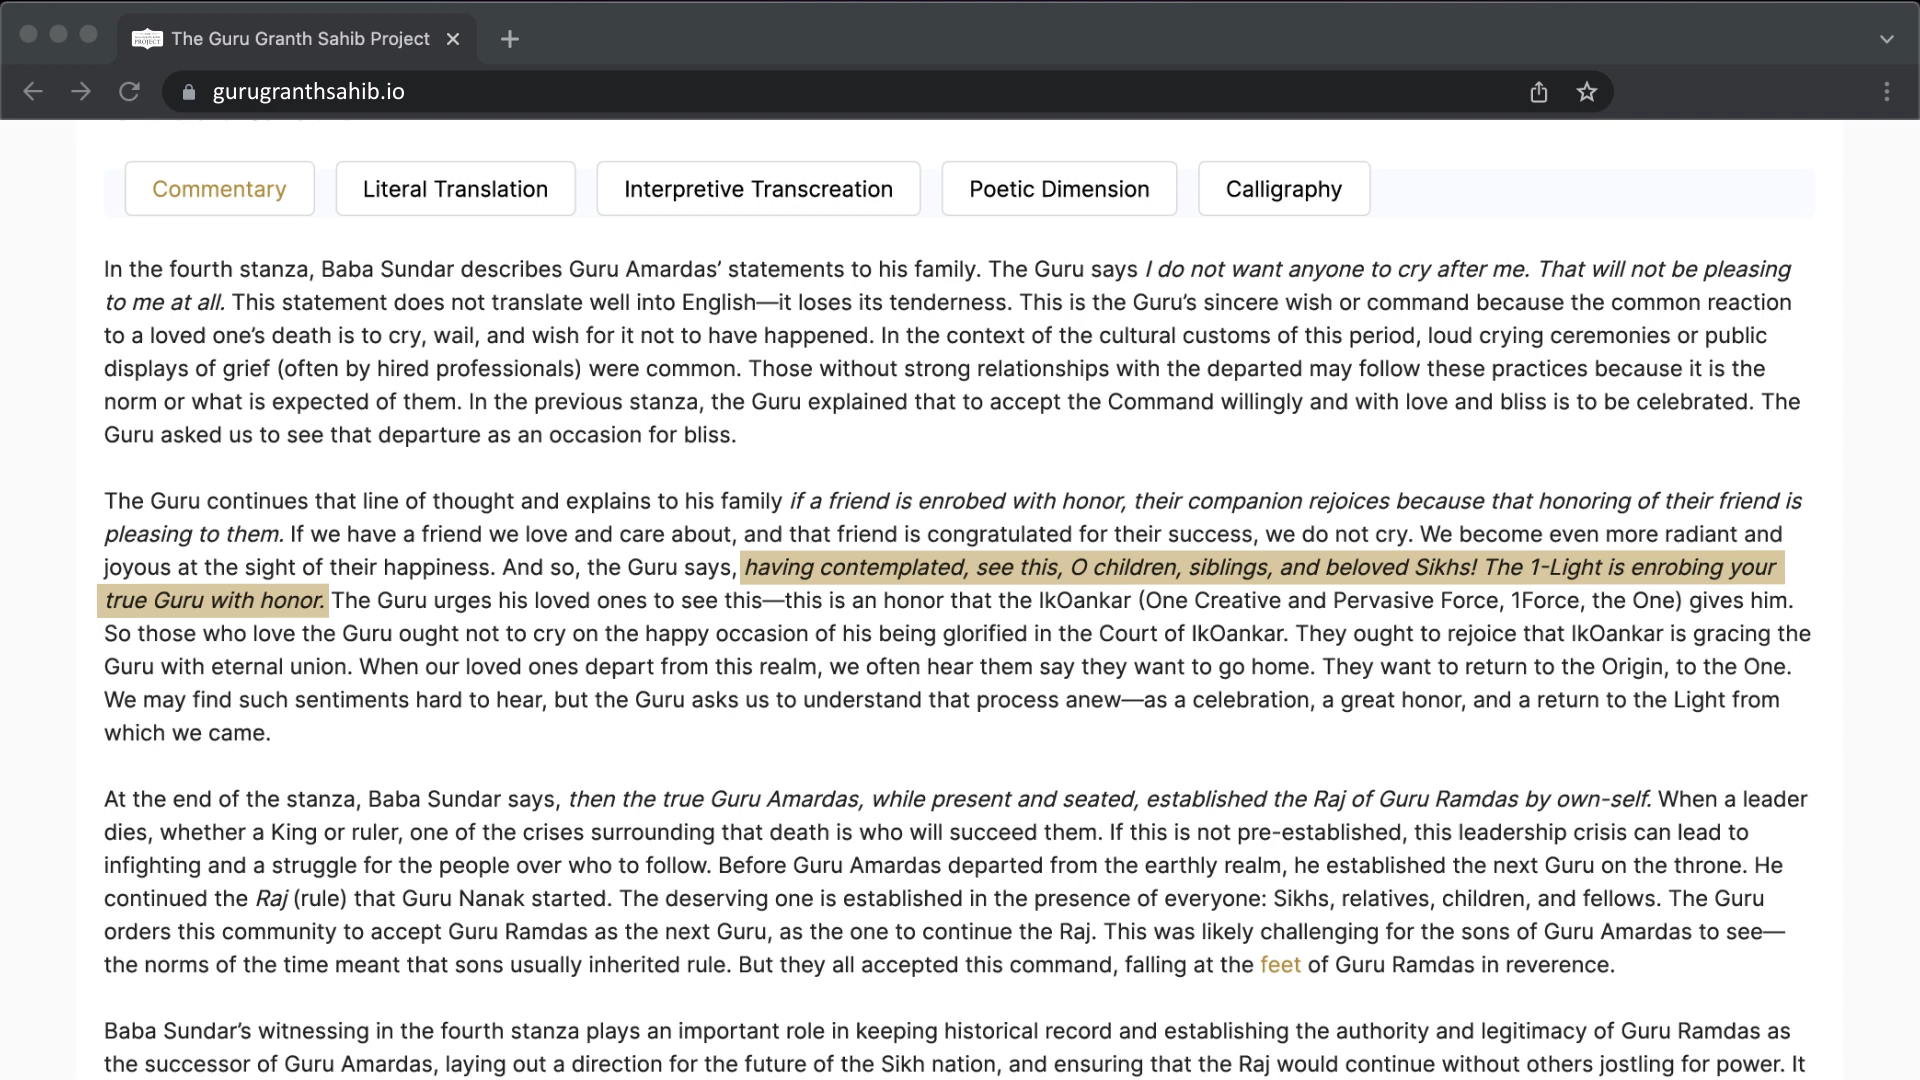 The Guru Granth Sahib Project
gurugranthsahib.io
Commentary
Literal Translation
Interpretive Transcreation
Poetic Dimension
Calligraphy
In the fourth stanza, Baba Sundar describes Guru Amardas’ statements to his family. The Guru says I do not want anyone to cry after me. That will not be pleasing
to me at all. This statement does not translate well into English—it loses its tenderness. This is the Guru’s sincere wish or command because the common reaction
to a loved one’s death is to cry, wail, and wish for it not to have happened. In the context of the cultural customs of this period, loud crying ceremonies or public
displays of grief (often by hired professionals) were common. Those without strong relationships with the departed may follow these practices because it is the
norm or what is expected of them. In the previous stanza, the Guru explained that to accept the Command willingly and with love and bliss is to be celebrated. The
Guru asked us to see that departure as an occasion for bliss.
The Guru continues that line of thought and explains to his family if a friend is enrobed with honor, their companion rejoices because that honoring of their friend is
pleasing to them. If we have a friend we love and care about, and that friend is congratulated for their success, we do not cry. We become even more radiant and
joyous at the sight of their happiness. And so, the Guru says, having contemplated, see this, O children, siblings, and beloved Sikhs! The 1-Light is enrobing your
true Guru with honor. The Guru urges his loved ones to see this—this is an honor that the IkOankar (One Creative and Pervasive Force, 1Force, the One) gives him.
So those who love the Guru ought not to cry on the happy occasion of his being glorified in the Court of IkOankar. They ought to rejoice that IkOankar is gracing the
Guru with eternal union. When our loved ones depart from this realm, we often hear them say they want to go home. They want to return to the Origin, to the One.
We may find such sentiments hard to hear, but the Guru asks us to understand that process anew—as a celebration, a great honor, and a return to the Light from
which we came.
At the end of the stanza, Baba Sundar says, then the true Guru Amardas, while present and seated, established the Raj of Guru Ramdas by own-self. When a leader
dies, whether a King or ruler, one of the crises surrounding that death is who will succeed them. If this is not pre-established, this leadership crisis can lead to
infighting and a struggle for the people over who to follow. Before Guru Amardas departed from the earthly realm, he established the next Guru on the throne. He
continued the Raj (rule) that Guru Nanak started. The deserving one is established in the presence of everyone: Sikhs, relatives, children, and fellows. The Guru
orders this community to accept Guru Ramdas as the next Guru, as the one to continue the Raj. This was likely challenging for the sons of Guru Amardas to see—
the norms of the time meant that sons usually inherited rule. But they all accepted this command, falling at the feet of Guru Ramdas in reverence.
Baba Sundar’s witnessing in the fourth stanza plays an important role in keeping historical record and establishing the authority and legitimacy of Guru Ramdas as
the successor of Guru Amardas, laying out a direction for the future of the Sikh nation, and ensuring that the Raj would continue without others jostling for power. It